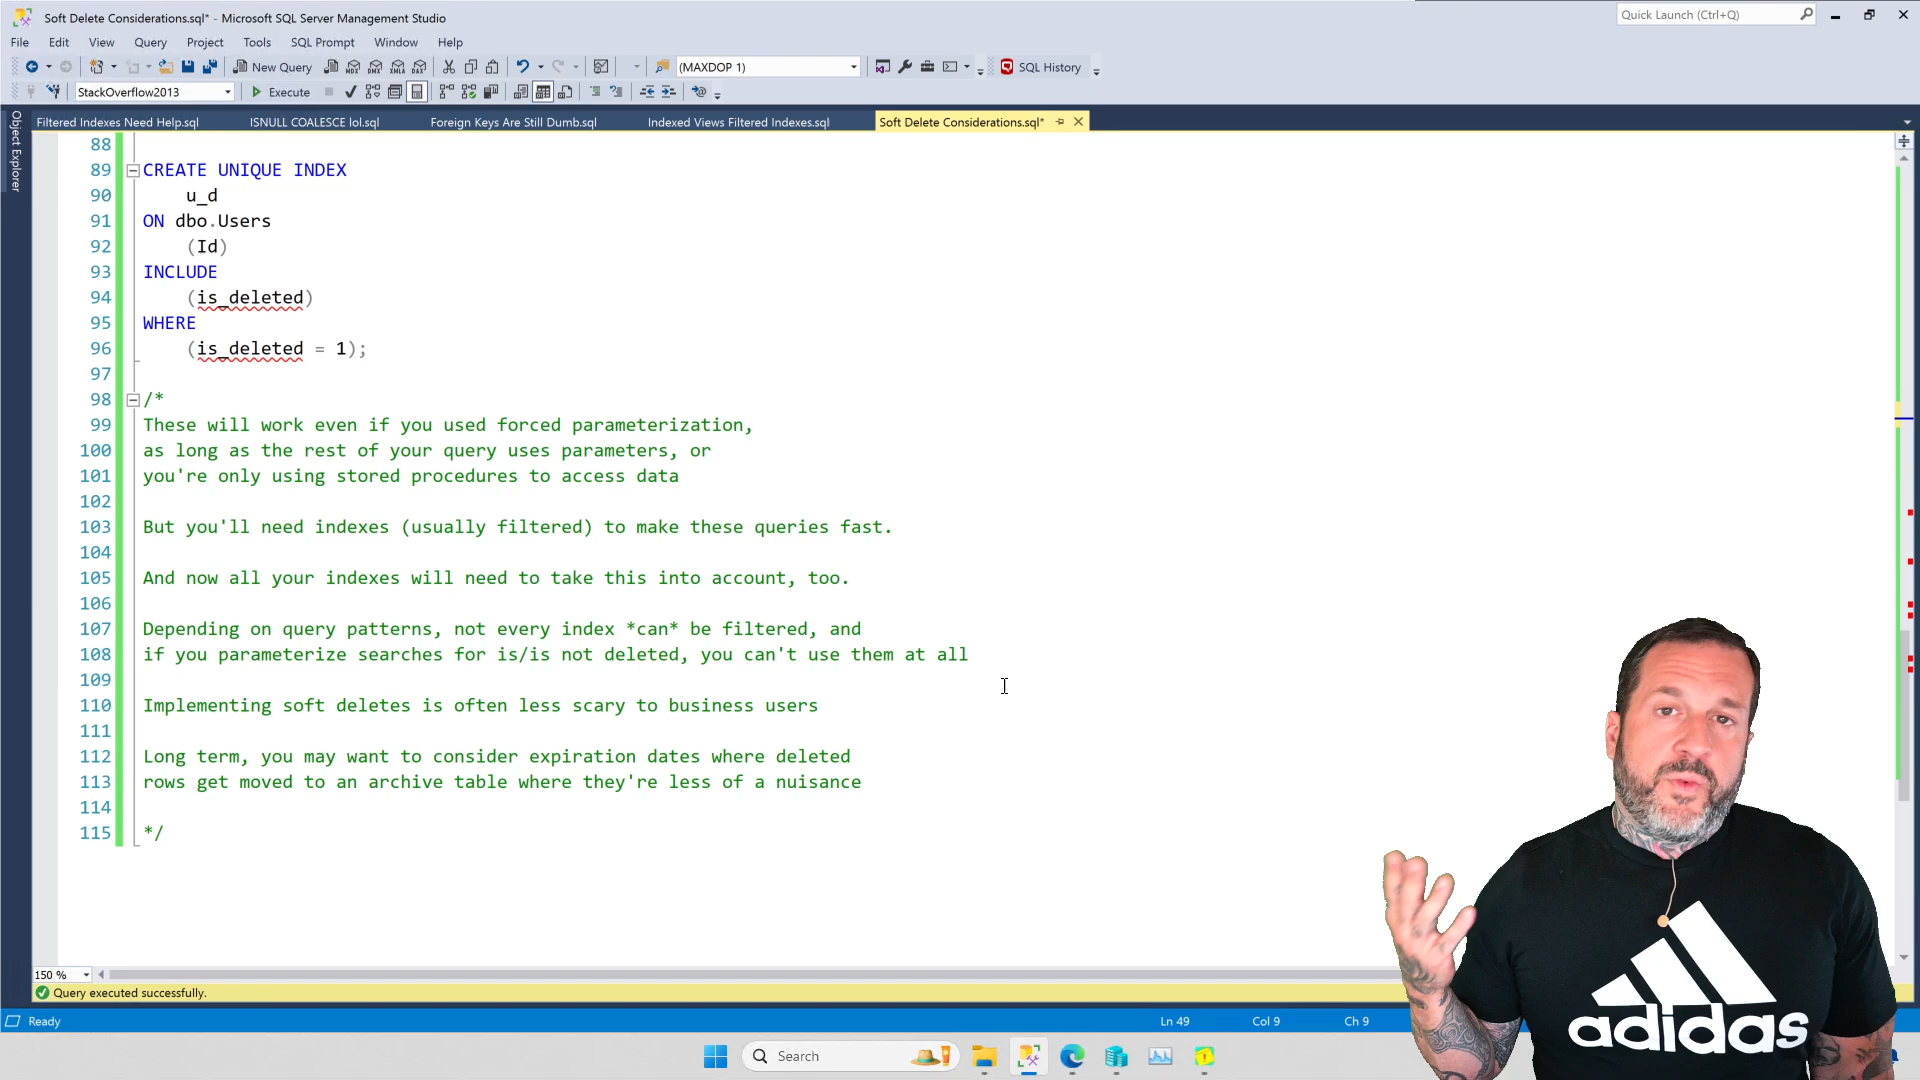 Soft Delete Considerations.sql* - Microsoft SQL Server Management Studio
Quick Launch (Ctrl+Q)
File Edit View Query Project Tools SQL Prompt Window Help
New Query
(MAXDOP 1)
SQL History
StackOverflow2013
Execute
Object Explorer
Filtered Indexes Need Help.sql
ISNULL COALESCE lol.sql
Foreign Keys Are Still Dumb.sql
Indexed Views Filtered Indexes.sql
Soft Delete Considerations.sql*
88
89 CREATE UNIQUE INDEX
90 u_d
91 ON dbo.Users
92 (Id)
93 INCLUDE
94 (is_deleted)
95 WHERE
96 (is_deleted = 1);
97
98 /*
99 These will work even if you used forced parameterization,
100 as long as the rest of your query uses parameters, or
101 you're only using stored procedures to access data
102
103 But you'll need indexes (usually filtered) to make these queries fast.
104
105 And now all your indexes will need to take this into account, too.
106
107 Depending on query patterns, not every index *can* be filtered, and
108 if you parameterize searches for is/is not deleted, you can't use them at all
109
110 Implementing soft deletes is often less scary to business users
111
112 Long term, you may want to consider expiration dates where deleted
113 rows get moved to an archive table where they're less of a nuisance
114
115 */
150 %
Query executed successfully.
Ready
Ln 49 Col 9 Ch 9
Search
adidas